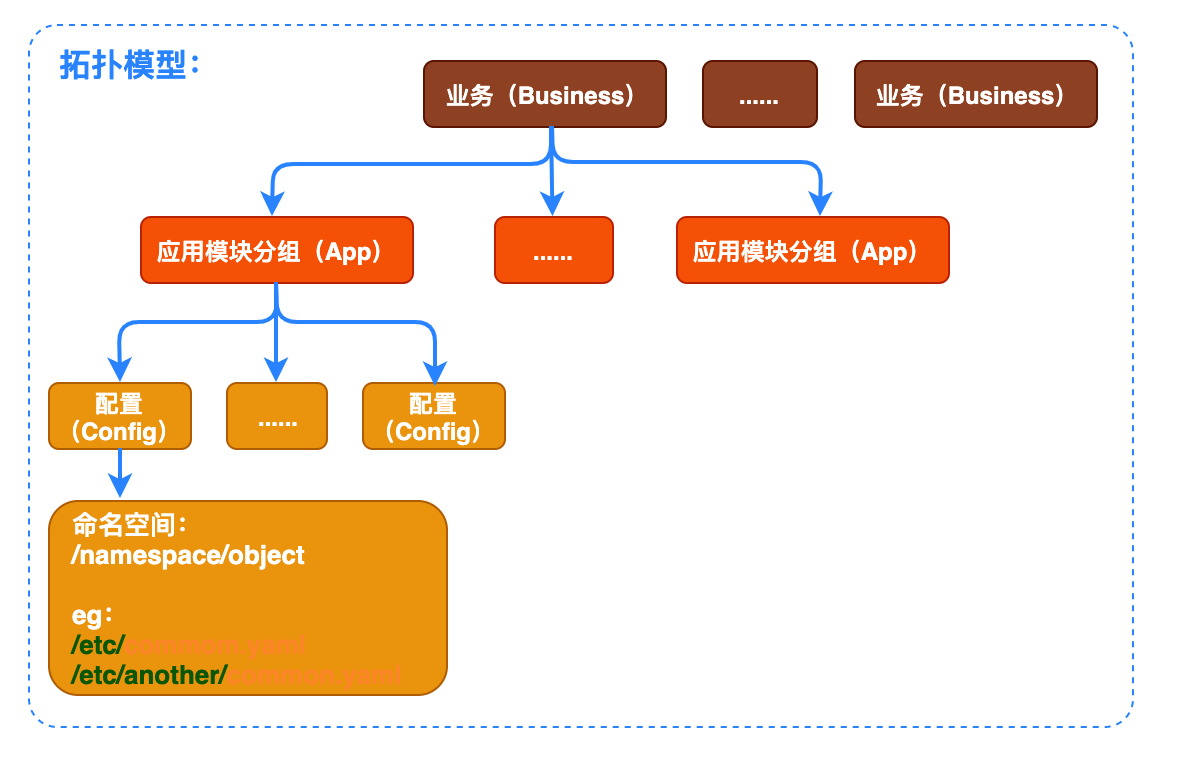 拓扑模型：
业务（Business）
......
业务（Business）
应用模块分组（App）
......
应用模块分组（App）
配置
（Config）
......
配置
（Config）
命名空间：
/namespace/object
eg：
/etc/commom.yaml
/etc/another/common.yaml